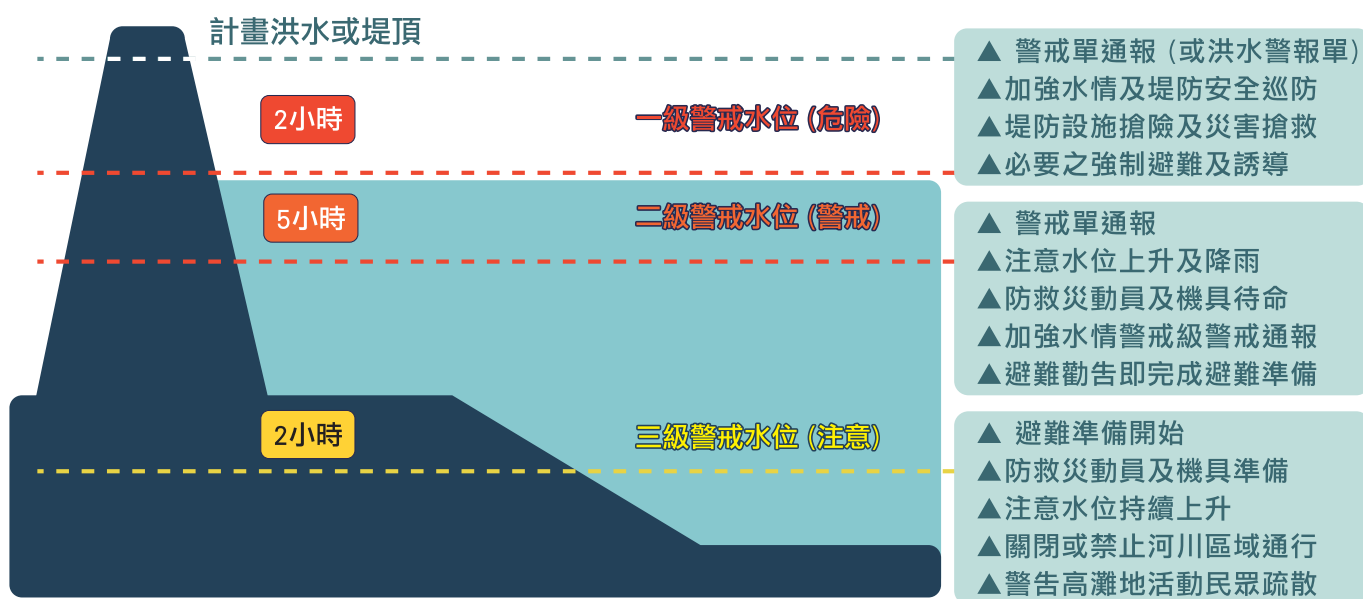 計畫洪水或堤頂
2小時
一級警戒水位 (危險)
▲ 警戒單通報 (或洪水警報單)
▲加強水情及堤防安全巡防
▲堤防設施搶險及災害搶救
▲必要之強制避難及誘導
5小時
二級警戒水位 (警戒)
▲ 警戒單通報
▲注意水位上升及降雨
▲防救災動員及機具待命
▲加強水情警戒級警戒通報
▲避難勸告即完成避難準備
2小時
三級警戒水位 (注意)
▲ 避難準備開始
▲防救災動員及機具準備
▲注意水位持續上升
▲關閉或禁止河川區域通行
▲警告高灘地活動民眾疏散